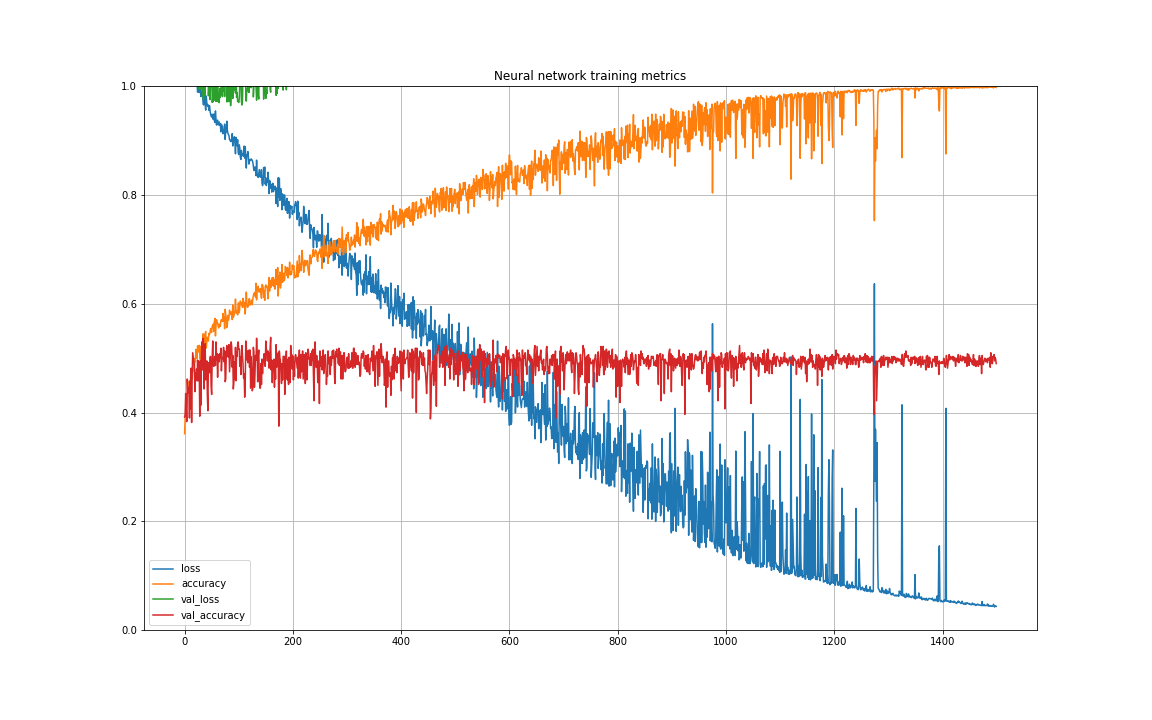 Neural network training metrics
1.0
0.8
0.6
0.4
0.2
0.0
loss
accuracy
val_loss
val_accuracy
0 200 400 600 800 1000 1200 1400